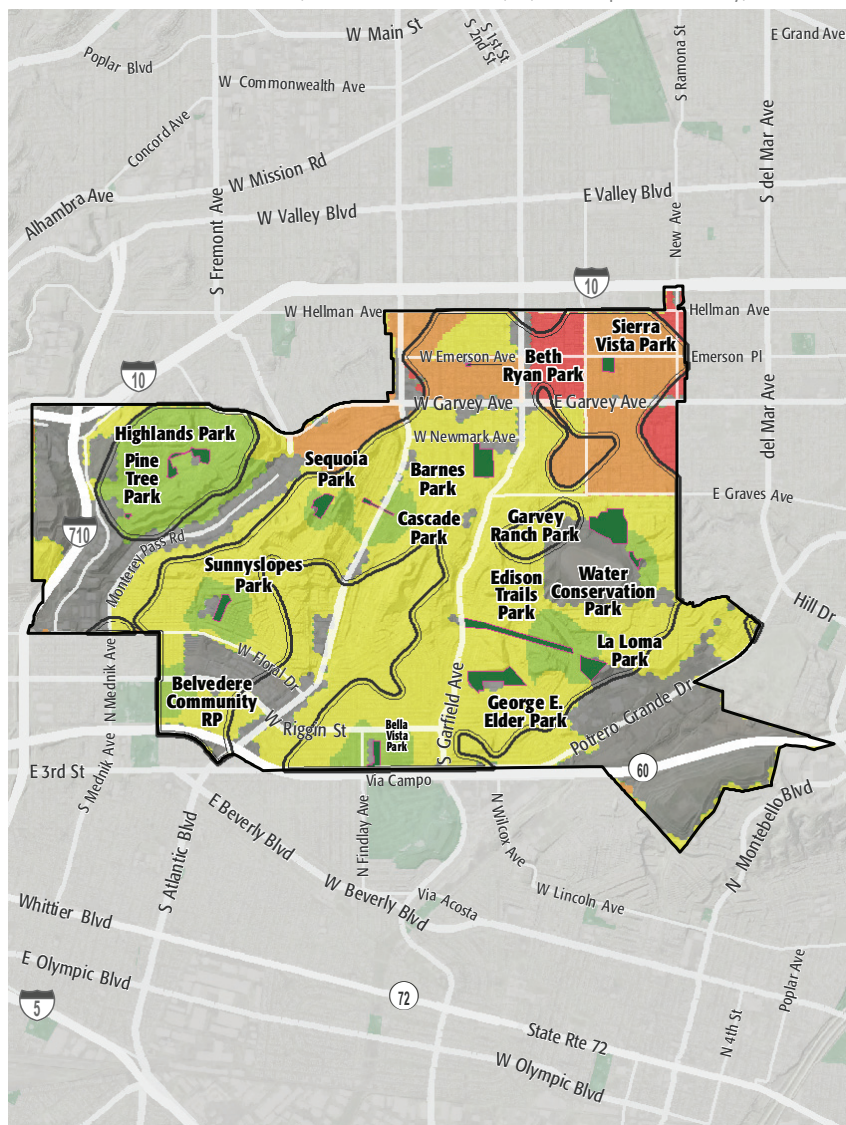 W Main St
S 1st St
S 2nd St
E Grand Ave
Poplar Blvd
S Ramona St
W Commonwealth Ave
Concord Ave
S del Mar Ave
W Mission Rd
E Valley Blvd
Alhambra Ave
W Valley Blvd
S Fremont Ave
New Ave
10
W Hellman Ave
Hellman Ave
Sierra
Vista Park
W Emerson Ave
Beth
Ryan Park
Emerson Pl
10
W Garvey Ave
E Garvey Ave
del Mar Ave
Highlands Park
W Newmark Ave
Pine
Tree
Park
Sequoia
Park
Barnes
Park
E Graves Ave
Cascade
Park
Garvey
Ranch Park
710
Monterey Pass Rd
Sunnyslopes
Park
Edison
Trails
Park
Water
Conservation
Park
Hill Dr
La Loma
Park
N Mednik Ave
W Floral Dr
Belvedere
Community
RP
S Garfield Ave
George E.
Elder Park
Potrero Grande Dr
W Riggin St
Bella
Vista
Park
S Mednik Ave
E 3rd St
60
Via Campo
E Beverly Blvd
S Atlantic Blvd
N Findlay Ave
N Wilcox Ave
N Montebello Blvd
W Beverly Blvd
Via Acosta
W Lincoln Ave
Whittier Blvd
E Olympic Blvd
Poplar Ave
5
72
State Rte 72
N 4th St
W Olympic Blvd